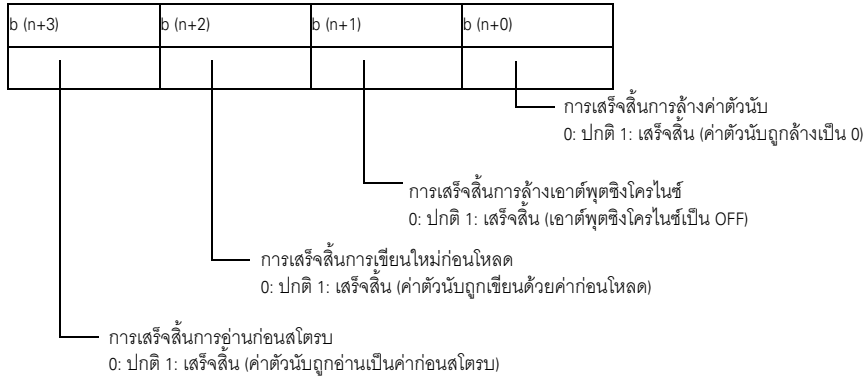 b (n+3) b (n+2) b (n+1) b (n+0)
การเสร็จสิ้นการล้างค่าตัวนับ
0: ปกติ 1: เสร็จสิ้น (ค่าตัวนับถูกล้างเป็น 0)
การเสร็จสิ้นการล้างเอาต์พุตซิงโครไนซ์
0: ปกติ 1: เสร็จสิ้น (เอาต์พุตซิงโครไนซ์เป็น OFF)
การเสร็จสิ้นการเขียนใหม่ก่อนโหลด
0: ปกติ 1: เสร็จสิ้น (ค่าตัวนับถูกเขียนด้วยค่าก่อนโหลด)
การเสร็จสิ้นการอ่านก่อนสโตรบ
0: ปกติ 1: เสร็จสิ้น (ค่าตัวนับถูกอ่านเป็นค่าก่อนสโตรบ)